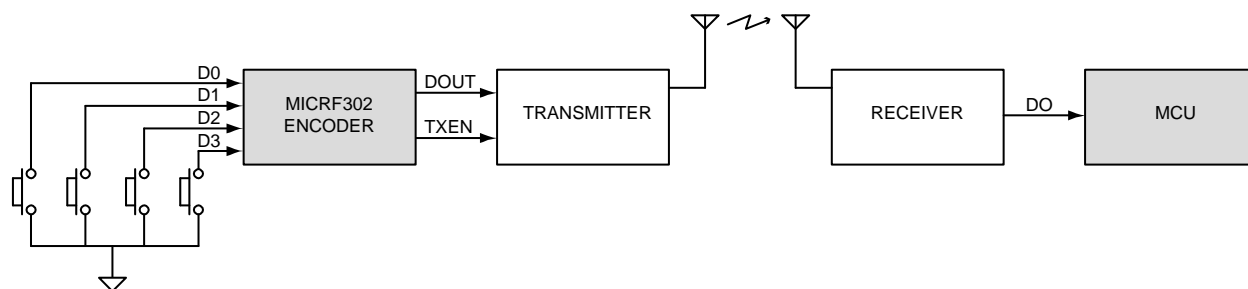 D0
D1
D2
D3
MICRF302
ENCODER
DOUT
TXEN
TRANSMITTER
RECEIVER
DO
MCU